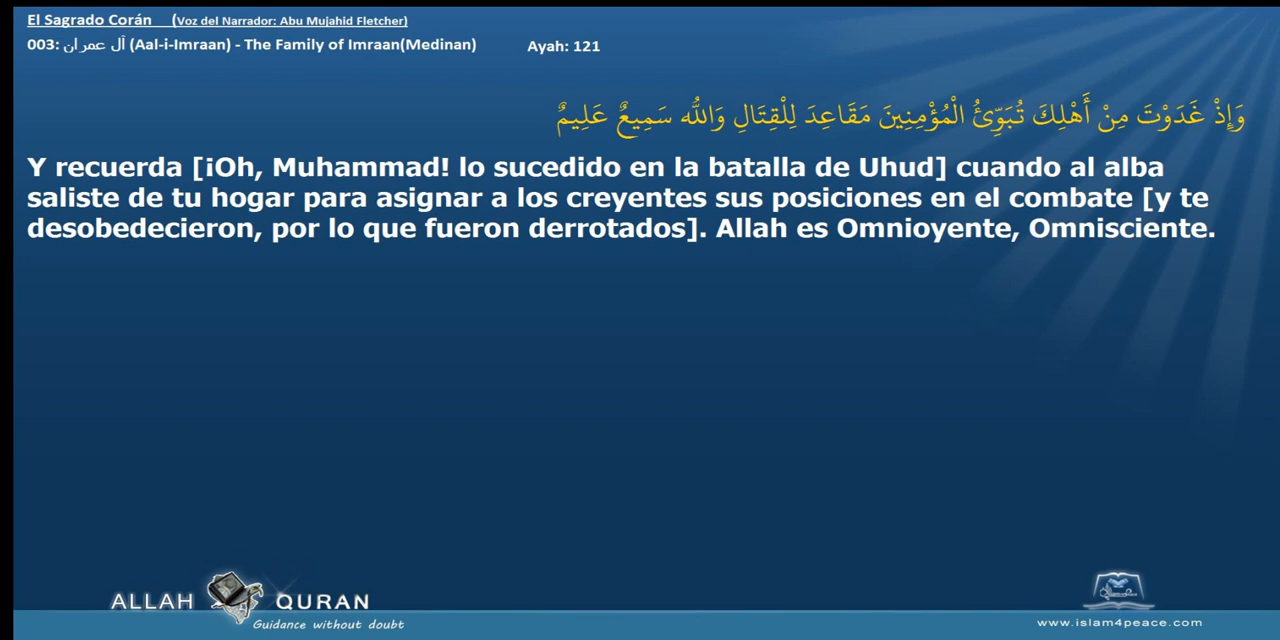 El Sagrado Corán (Voz del Narrador: Abu Mujahid Fletcher)
003: آل عمران (Aal-i-Imraan) - The Family of Imraan(Medinan) Ayah: 121
وَإِذْ غَدَوْتَ مِنْ أَهْلِكَ تُبَوِّئُ الْمُؤْمِنِينَ مَقَاعِدَ لِلْقِتَالِ وَاللَّه سَمِيعٌ عَلِيمٌ
Y recuerda [¡Oh, Muhammad! lo sucedido en la batalla de Uhud] cuando al alba
saliste de tu hogar para asignar a los creyentes sus posiciones en el combate [y te
desobedecieron, por lo que fueron derrotados]. Allah es Omnioyente, Omnisciente.
ALLAH QURAN
Guidance without doubt
www.islam4peace.com